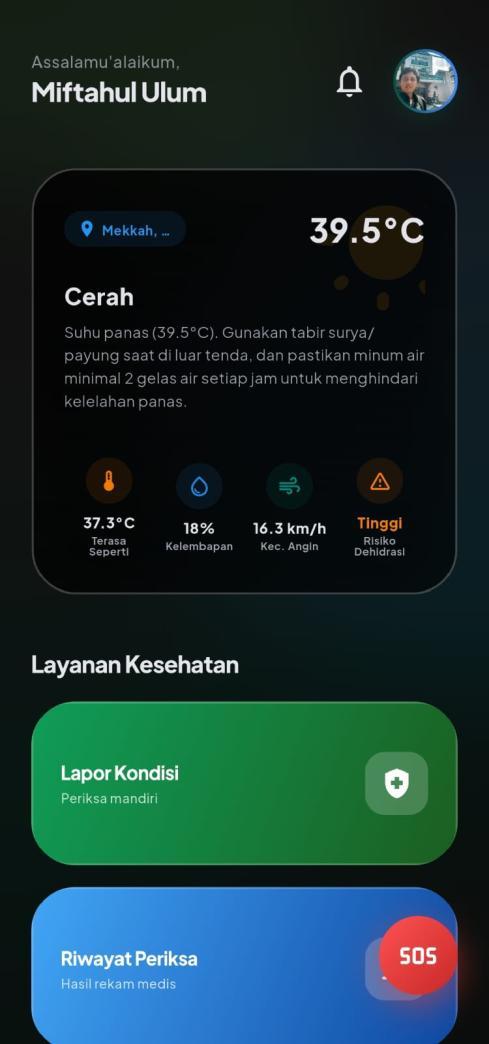 Assalamu'alaikum,
Miftahul Ulum
Mekkah, ...
39.5°C
Cerah
Suhu panas (39.5°C). Gunakan tabir surya/
payung saat di luar tenda, dan pastikan minum air
minimal 2 gelas air setiap jam untuk menghindari
kelelahan panas.
37.3°C
Terasa
Seperti
18%
Kelembapan
16.3 km/h
Kec. Angin
Tinggi
Risiko
Dehidrasi
Layanan Kesehatan
Lapor Kondisi
Periksa mandiri
Riwayat Periksa
Hasil rekam medis
SOS